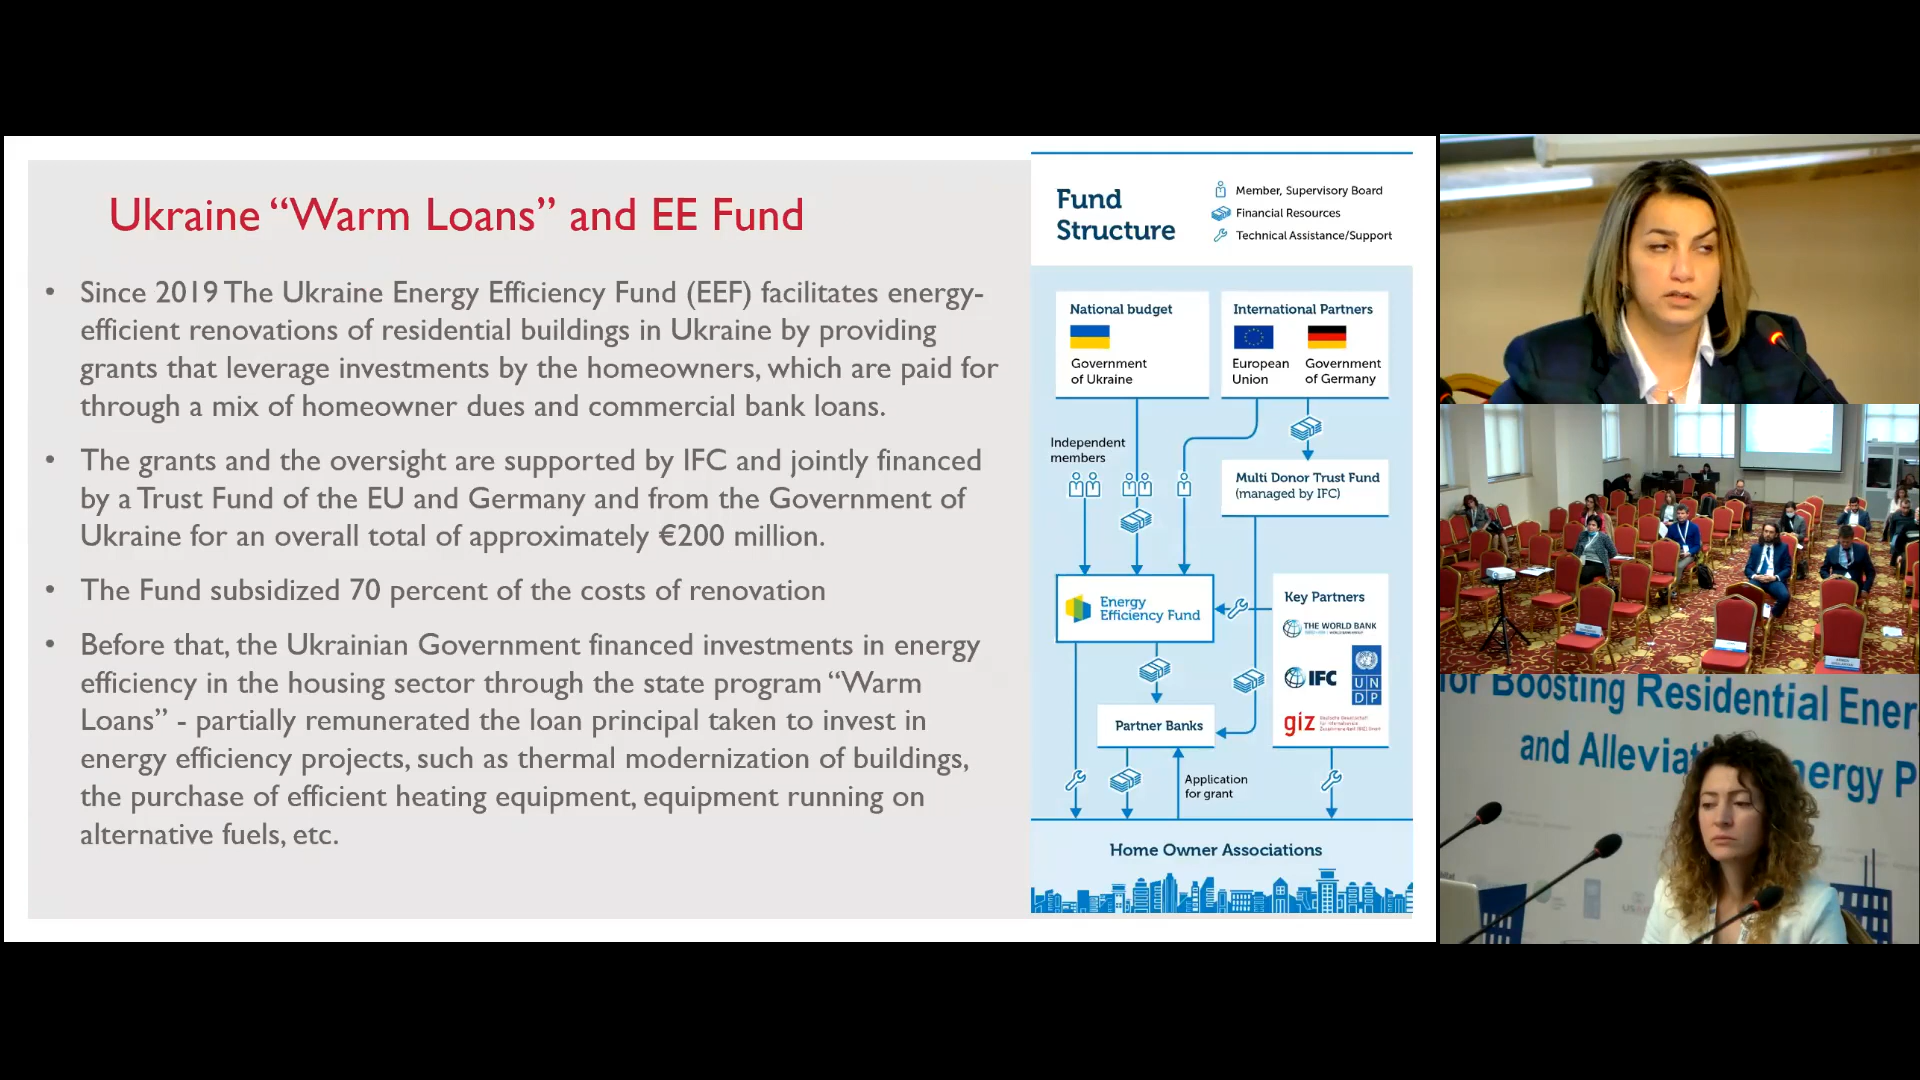 Ukraine “Warm Loans” and EE Fund
• Since 2019 The Ukraine Energy Efficiency Fund (EEF) facilitates energy-
efficient renovations of residential buildings in Ukraine by providing
grants that leverage investments by the homeowners, which are paid for
through a mix of homeowner dues and commercial bank loans.
• The grants and the oversight are supported by IFC and jointly financed
by a Trust Fund of the EU and Germany and from the Government of
Ukraine for an overall total of approximately €200 million.
• The Fund subsidized 70 percent of the costs of renovation
• Before that, the Ukrainian Government financed investments in energy
efficiency in the housing sector through the state program “Warm
Loans” - partially remunerated the loan principal taken to invest in
energy efficiency projects, such as thermal modernization of buildings,
the purchase of efficient heating equipment, equipment running on
alternative fuels, etc.
Fund
Structure
Member, Supervisory Board
Financial Resources
Technical Assistance/Support
National budget
Government
of Ukraine
International Partners
European
Union
Government
of Germany
Independent
members
Multi Donor Trust Fund
(managed by IFC)
Energy
Efficiency Fund
Key Partners
THE WORLD BANK
IFC
UN
DP
giz
Partner Banks
Application
for grant
Home Owner Associations
for Boosting Residential Ener
and Allevia
nergy P